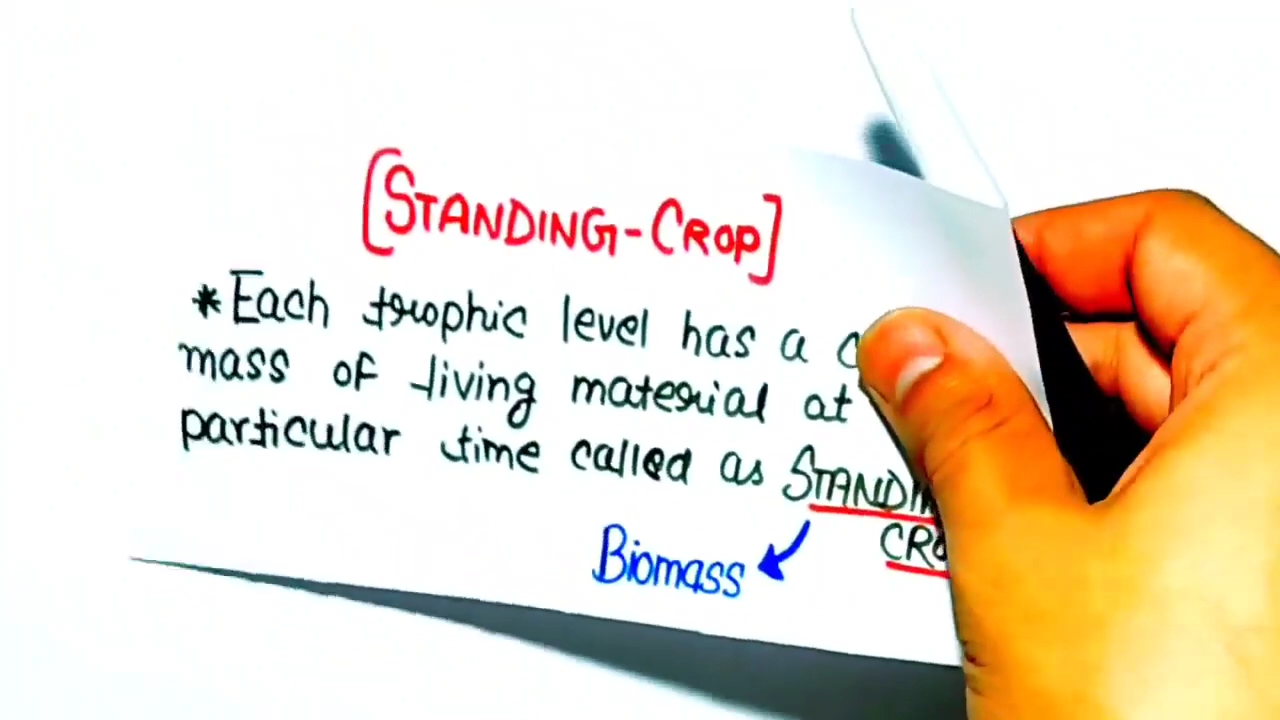 [STANDING-CROP]
*Each trophic level has a
mass of living material at
particular time called as
Biomass